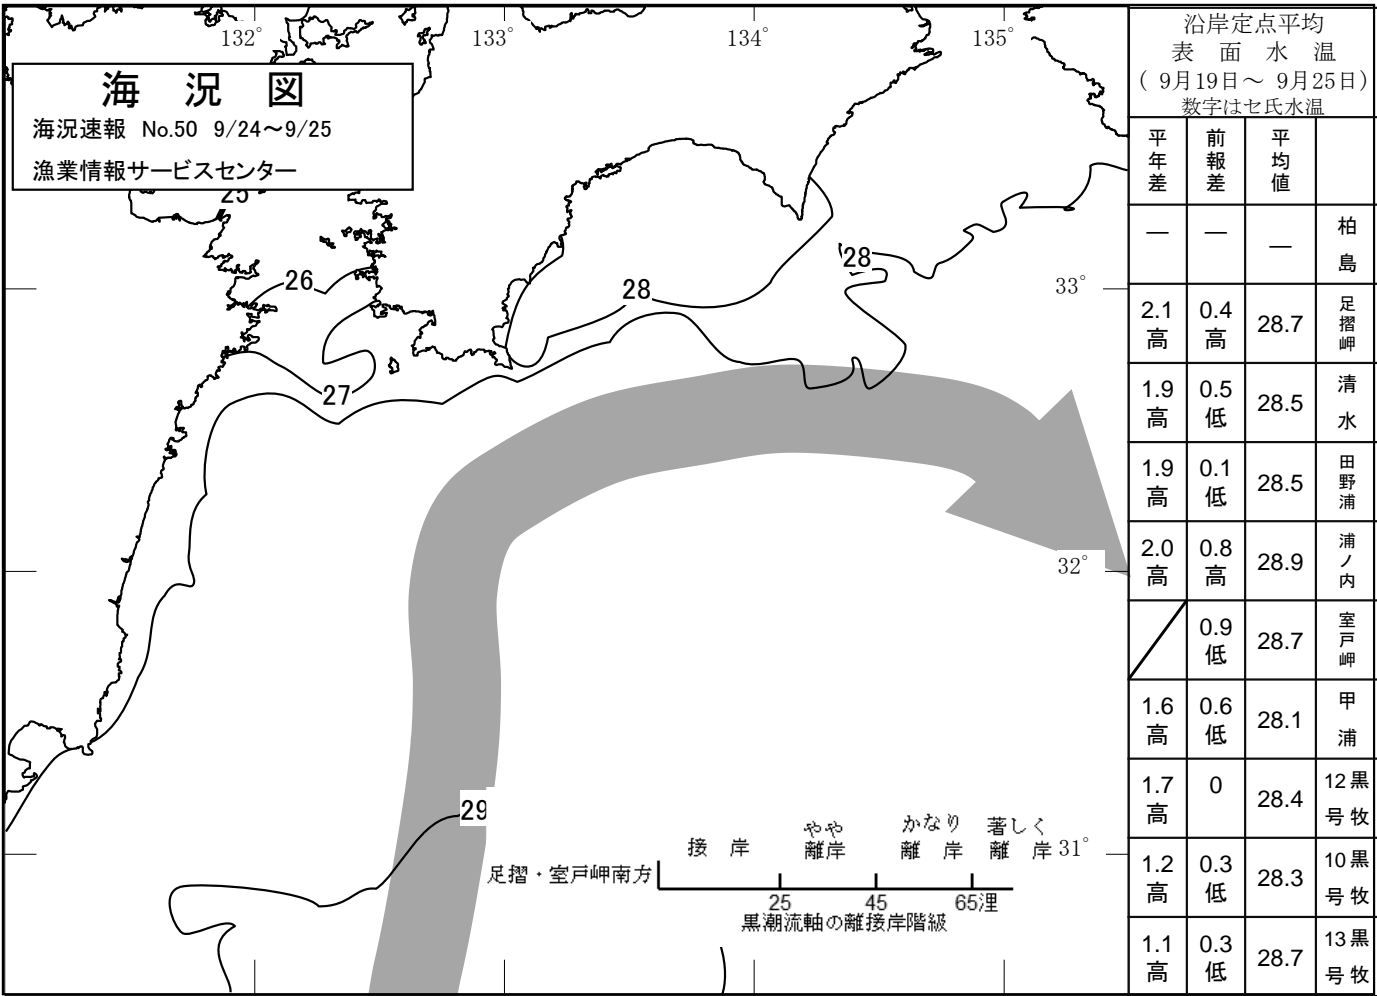 132°
133°
134°
135°
海況図
海況速報 No.50 9/24～9/25
漁業情報サービスセンター
25
26
27
28
28
29
33°
32°
31°
接岸
やや離岸
かなり離岸
著しく離岸
足摺・室戸岬南方
25 45 65浬
黒潮流軸の離接岸階級
沿岸定点平均
表面水温
( 9月19日～ 9月25日)
数字はセ氏水温
平年差 前報差 平均値
― ― ― 柏島
2.1高 0.4高 28.7 足摺岬
1.9高 0.5低 28.5 清水
1.9高 0.1低 28.5 田野浦
2.0高 0.8高 28.9 浦ノ内
0.9低 28.7 室戸岬
1.6高 0.6低 28.1 甲浦
1.7高 0 28.4 黒牧12号
1.2高 0.3低 28.3 黒牧10号
1.1高 0.3低 28.7 黒牧13号